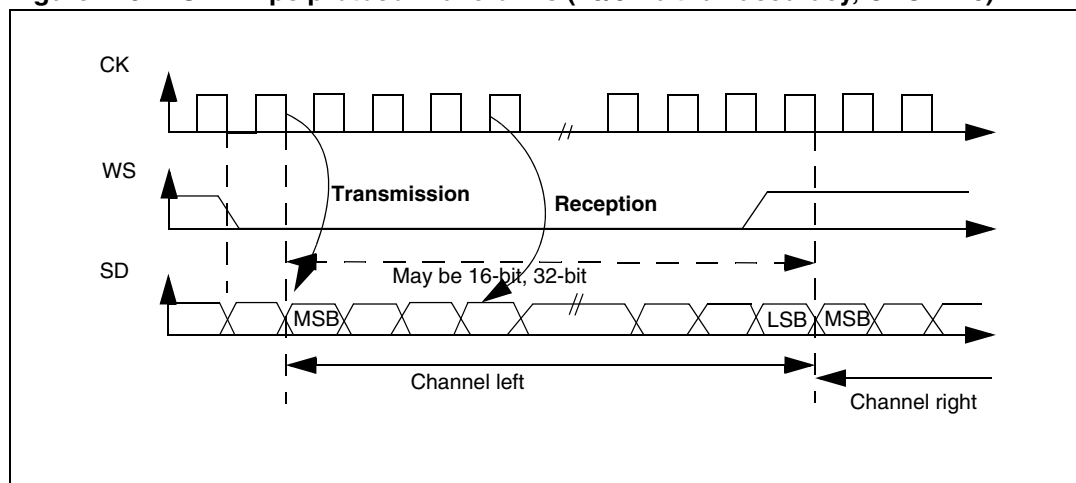 CK
WS
Transmission
Reception
SD
May be 16-bit, 32-bit
MSB
LSB
MSB
Channel left
Channel right